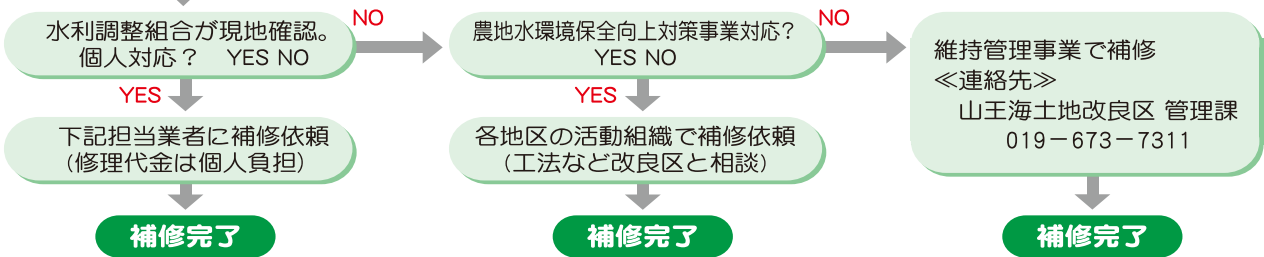 水利調整組合が現地確認。
個人対応？ YES NO
NO
YES
下記担当業者に補修依頼
(修理代金は個人負担)
補修完了
農地水環境保全向上対策事業対応？
YES NO
NO
YES
各地区の活動組織で補修依頼
(工法など改良区と相談)
補修完了
維持管理事業で補修
≪連絡先≫
山王海土地改良区 管理課
019－673－7311
補修完了